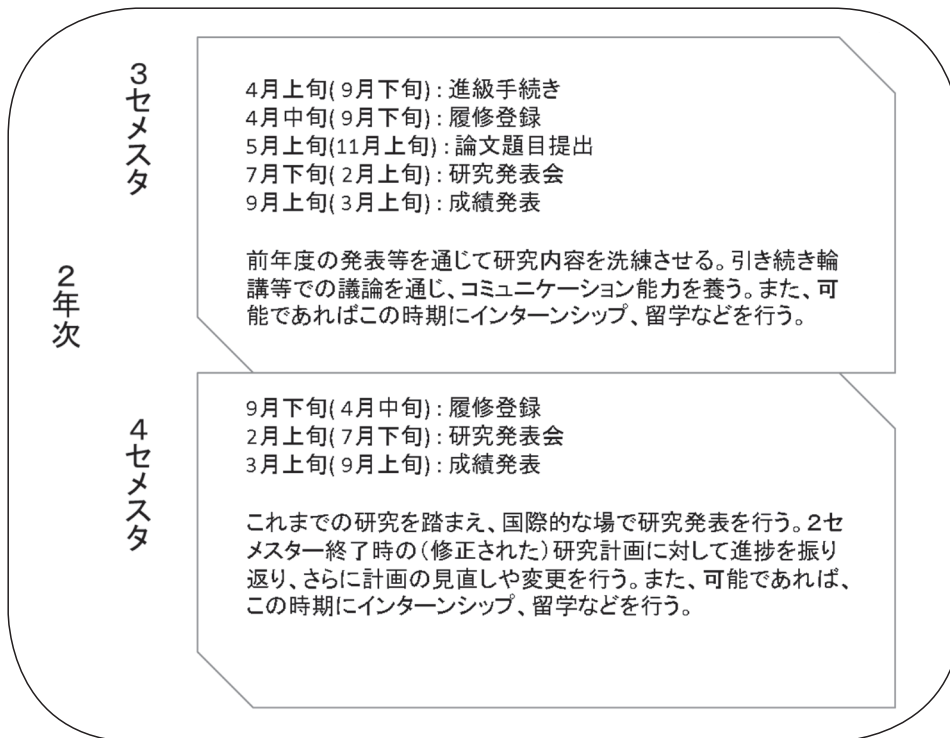 2年次
3セメスタ
4月上旬(9月下旬)：進級手続き
4月中旬(9月下旬)：履修登録
5月上旬(11月上旬)：論文題目提出
7月下旬(2月上旬)：研究発表会
9月上旬(3月上旬)：成績発表
前年度の発表等を通じて研究内容を洗練させる。引き続き輪
講等での議論を通じ、コミュニケーション能力を養う。また、可
能であればこの時期にインターンシップ、留学などを行う。
4セメスタ
9月下旬(4月中旬)：履修登録
2月上旬(7月下旬)：研究発表会
3月上旬(9月上旬)：成績発表
これまでの研究を踏まえ、国際的な場で研究発表を行う。2セ
メスター終了時の（修正された）研究計画に対して進捗を振り
返り、さらに計画の見直しや変更を行う。また、可能であれば、
この時期にインターンシップ、留学などを行う。